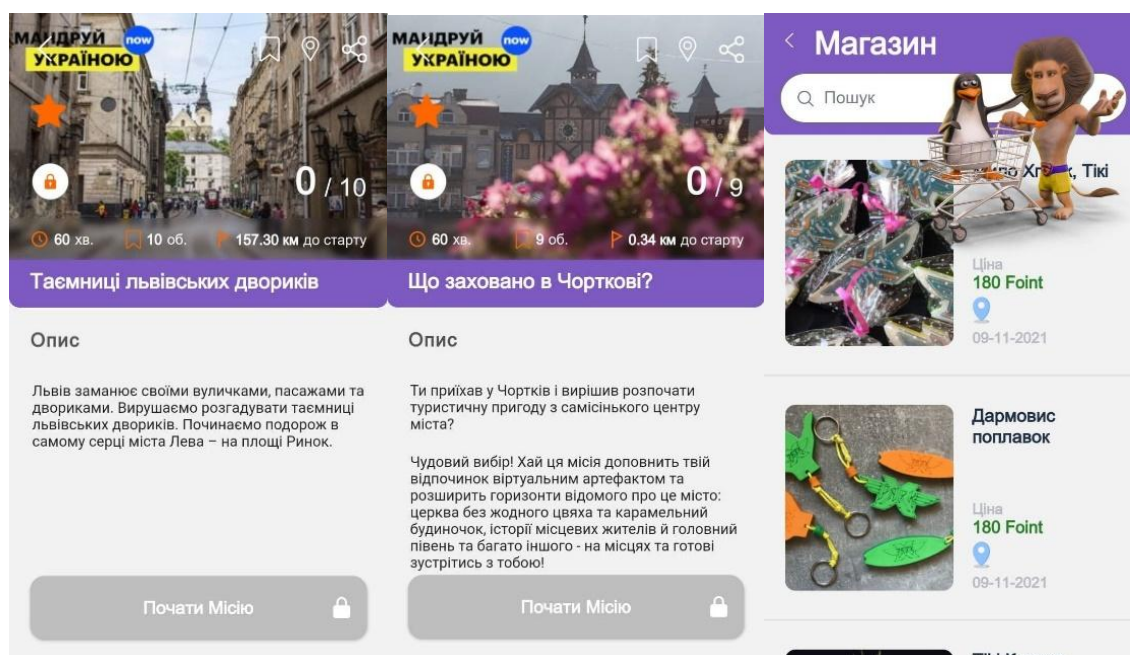 МАНДРУЙ now
УКРАЇНОЮ
0 / 10
60 хв. 10 об. 157.30 км до старту
Таємниці львівських двориків
Опис
Львів заманює своїми вуличками, пасажами та
двориками. Вирушаємо розгадувати таємниці
львівських двориків. Починаємо подорож в
самому серці міста Лева – на площі Ринок.
Почати Місію
МАНДРУЙ now
УКРАЇНОЮ
0 / 9
60 хв. 9 об. 0.34 км до старту
Що заховано в Чорткові?
Опис
Ти приїхав у Чортків і вирішив розпочати
туристичну пригоду з самісінького центру
міста?
Чудовий вибір! Хай ця місія доповнить твій
відпочинок віртуальним артефактом та
розширить горизонти відомого про це місто:
церква без жодного цвяха та карамельний
будиночок, історії місцевих жителів й головний
півень та багато іншого - на місцях та готові
зустрітись з тобою!
Почати Місію
Магазин
Пошук
Тікі
Ціна
180 Foint
09-11-2021
Дармовис
поплавок
Ціна
180 Foint
09-11-2021